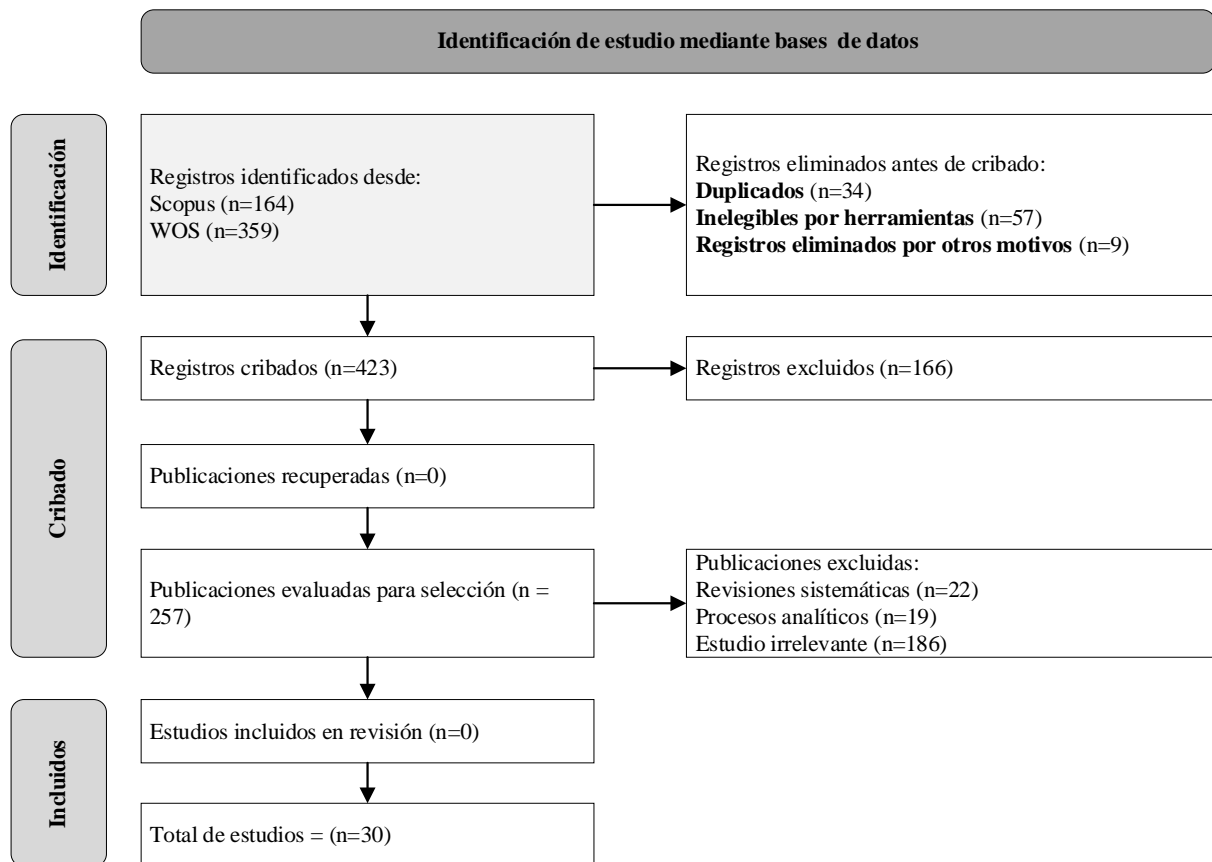 Identificación de estudio mediante bases de datos
Identificación
Registros identificados desde:
Scopus (n=164)
WOS (n=359)
Registros eliminados antes de cribado:
Duplicados (n=34)
Inelegibles por herramientas (n=57)
Registros eliminados por otros motivos (n=9)
Cribado
Registros cribados (n=423)
Registros excluidos (n=166)
Publicaciones recuperadas (n=0)
Publicaciones evaluadas para selección (n =
257)
Publicaciones excluidas:
Revisiones sistemáticas (n=22)
Procesos analíticos (n=19)
Estudio irrelevante (n=186)
Incluidos
Estudios incluidos en revisión (n=0)
Total de estudios = (n=30)